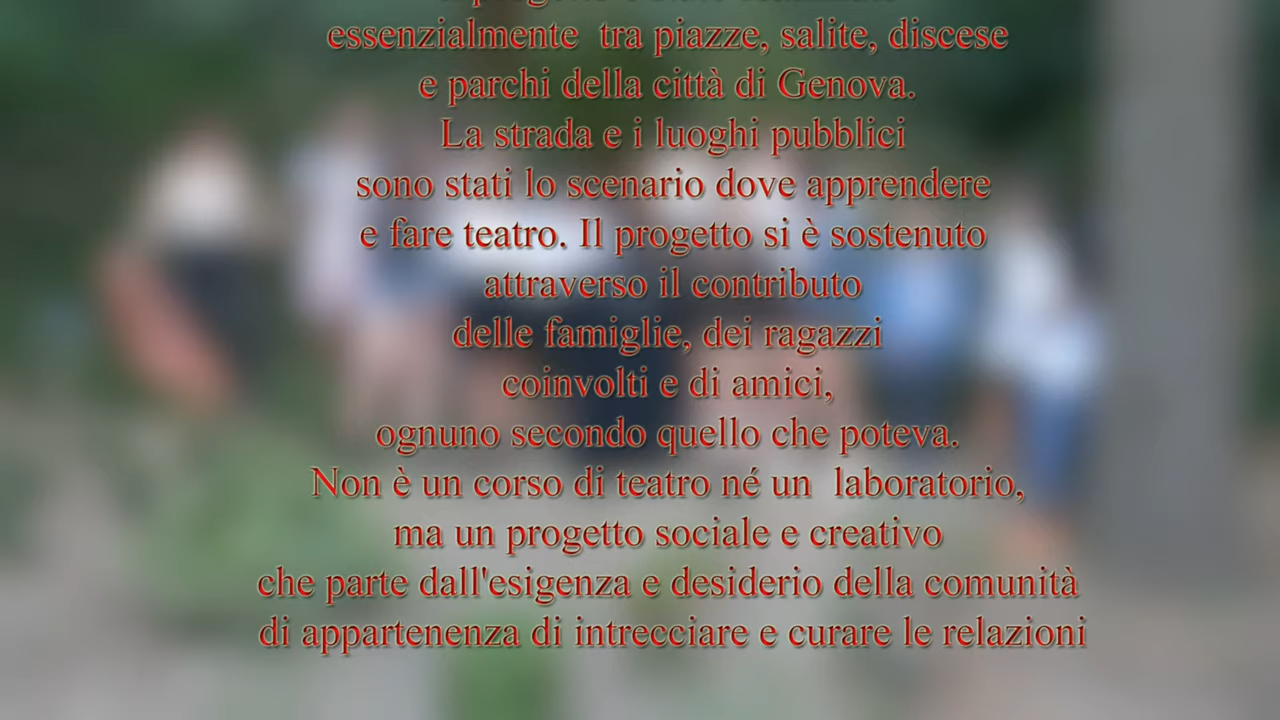 essenzialmente  tra piazze, salite, discese
e parchi della città di Genova.
La strada e i luoghi pubblici
sono stati lo scenario dove apprendere
e fare teatro. Il progetto si è sostenuto
attraverso il contributo
delle famiglie, dei ragazzi
coinvolti e di amici,
ognuno secondo quello che poteva.
Non è un corso di teatro né un  laboratorio,
ma un progetto sociale e creativo
che parte dall'esigenza e desiderio della comunità
di appartenenza di intrecciare e curare le relazioni